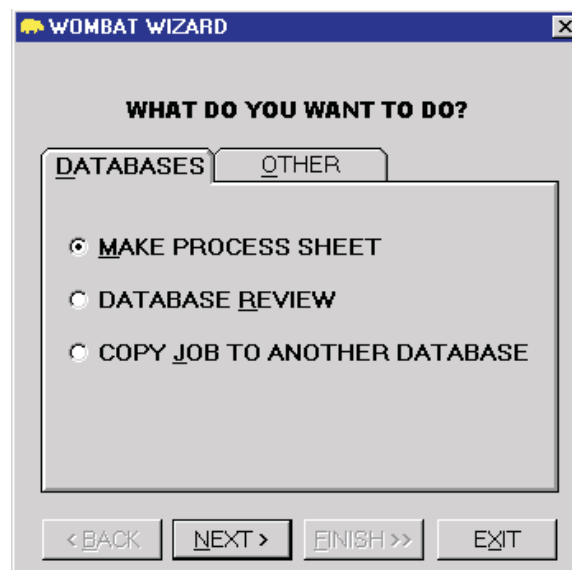 WOMBAT WIZARD
WHAT DO YOU WANT TO DO?
DATABASES OTHER
MAKE PROCESS SHEET
DATABASE REVIEW
COPY JOB TO ANOTHER DATABASE
< BACK NEXT > FINISH >> EXIT